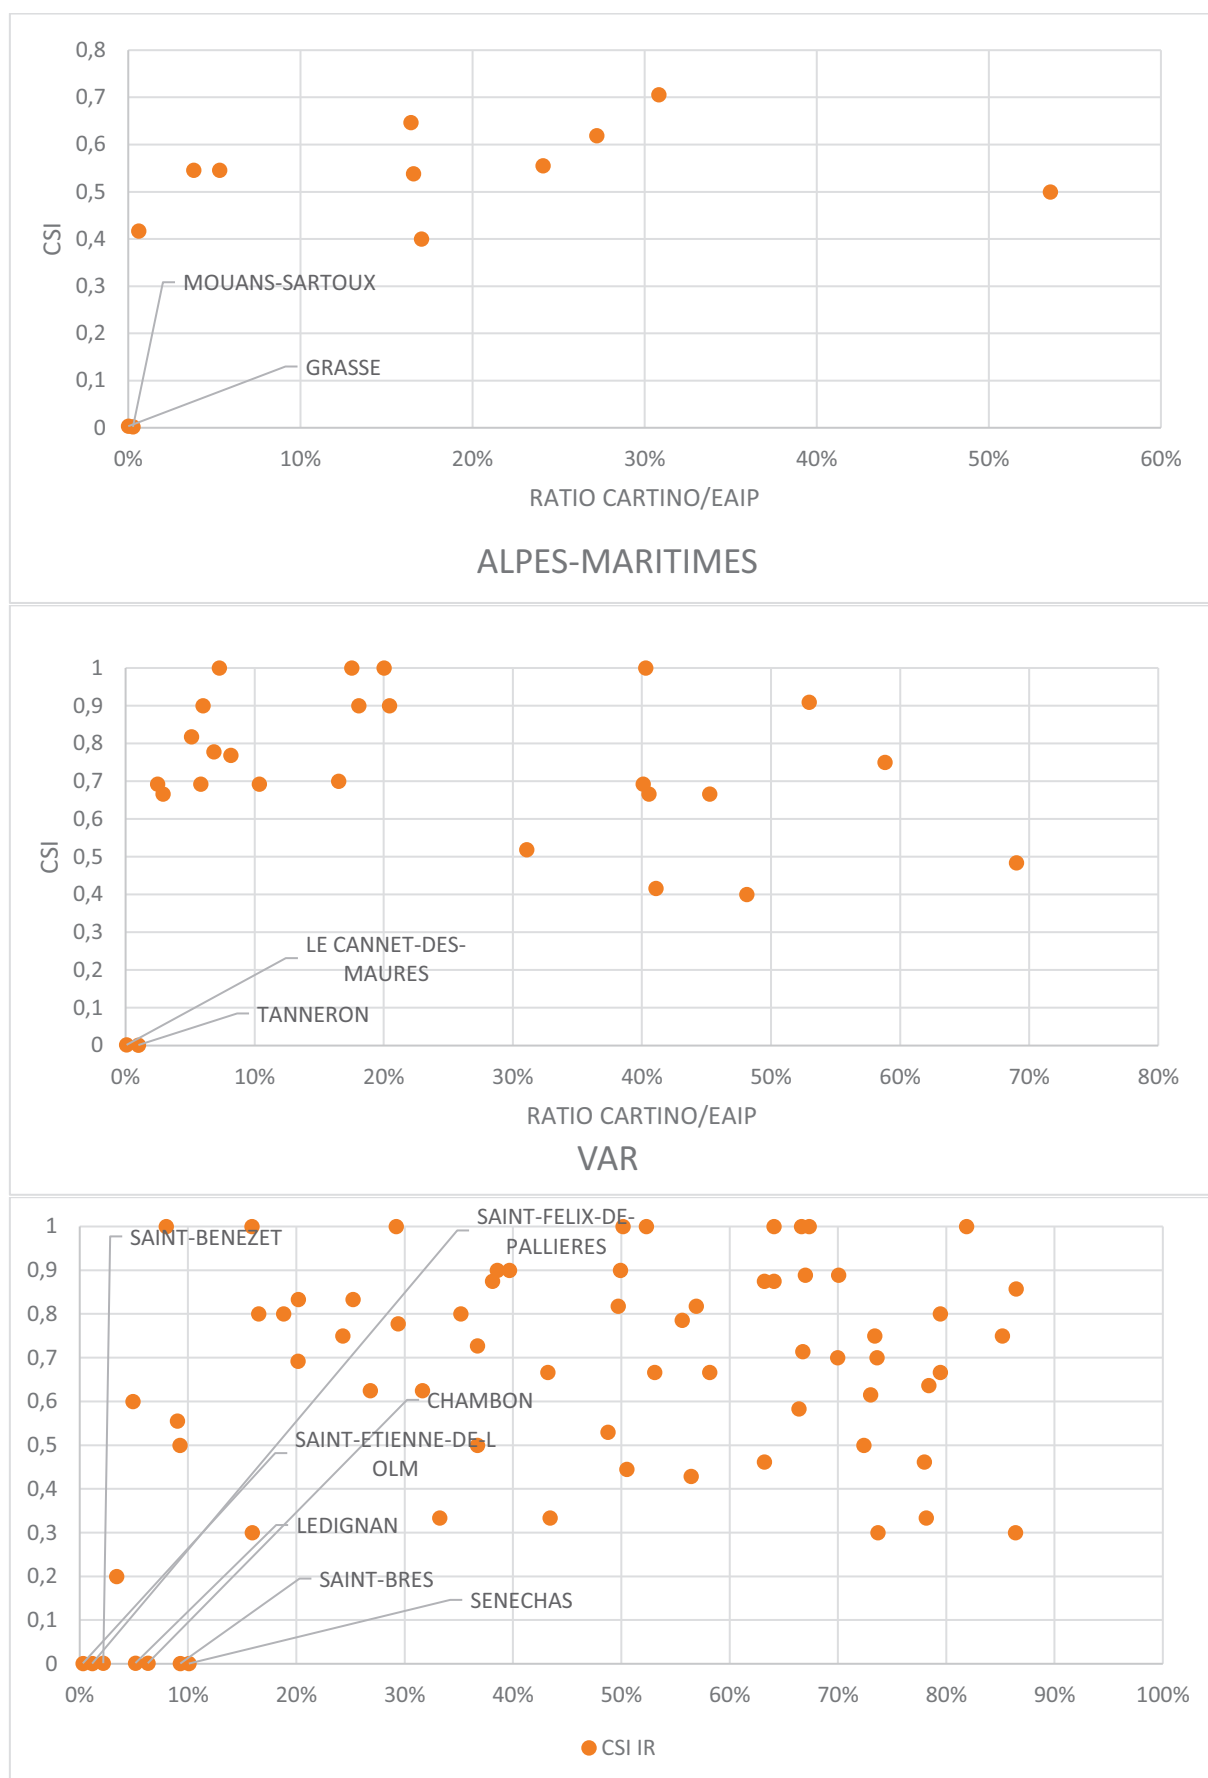 0,8
0,7
0,6
0,5
0,4
0,3
0,2
0,1
0
CSI
MOUANS-SARTOUX
GRASSE
0% 10% 20% 30% 40% 50% 60%
RATIO CARTINO/EAIP
ALPES-MARITIMES
1
0,9
0,8
0,7
0,6
0,5
0,4
0,3
0,2
0,1
0
CSI
LE CANNET-DES-
MAURES
TANNERON
0% 10% 20% 30% 40% 50% 60% 70% 80%
RATIO CARTINO/EAIP
VAR
1
0,9
0,8
0,7
0,6
0,5
0,4
0,3
0,2
0,1
0
SAINT-BENEZET
SAINT-FELIX-DE-
PALLIERES
CHAMBON
SAINT-ETIENNE-DE-L
OLM
LEDIGNAN
SAINT-BRES
SENECHAS
0% 10% 20% 30% 40% 50% 60% 70% 80% 90% 100%
CSI IR